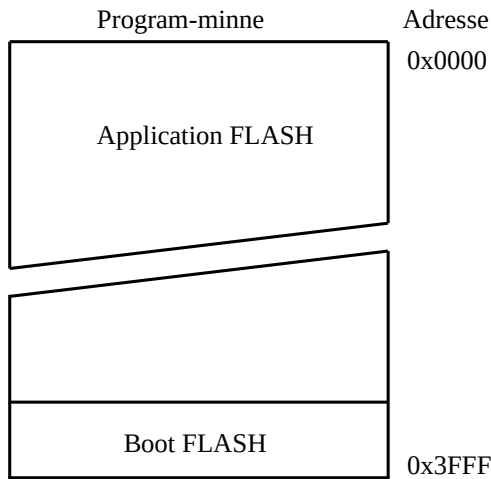 Program-minne Adresse
0x0000
Application FLASH
Boot FLASH
0x3FFF